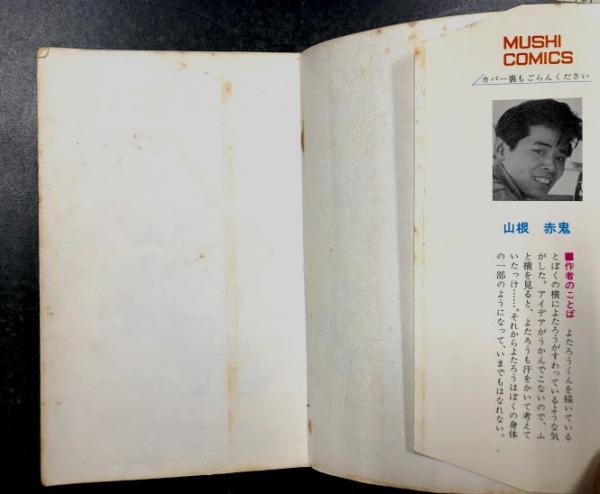 MUSHI
COMICS
カバー裏もごらんください
山根 赤鬼
■作者のことば よたろうくんを描いている
とぼくの横によたろうがすわっているような気
がした。アイデアがうかんでこないので、ふ
と横を見ると、よたろうも汗をかいて考えて
いたっけ……。それからよたろうはぼくの身体
の一部のようになって、いまでもはなれない。